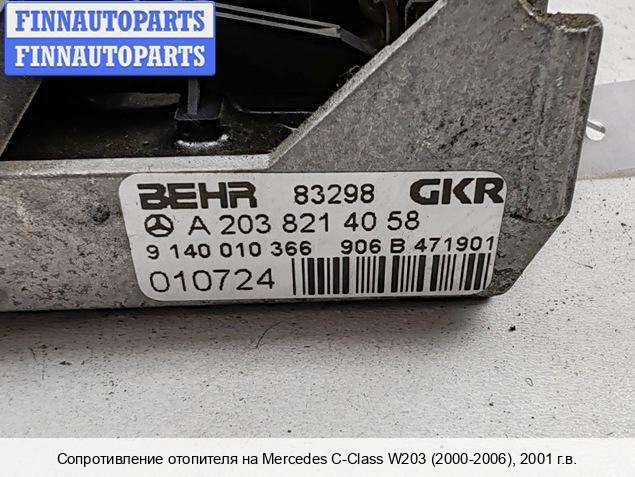 FINNAUTOPARTS
FINNAUTOPARTS
BEHR 83298 GKR
A 203 821 40 58
9 140 010 366 906 B 471901
010724
Сопротивление отопителя на Mercedes C-Class W203 (2000-2006), 2001 г.в.